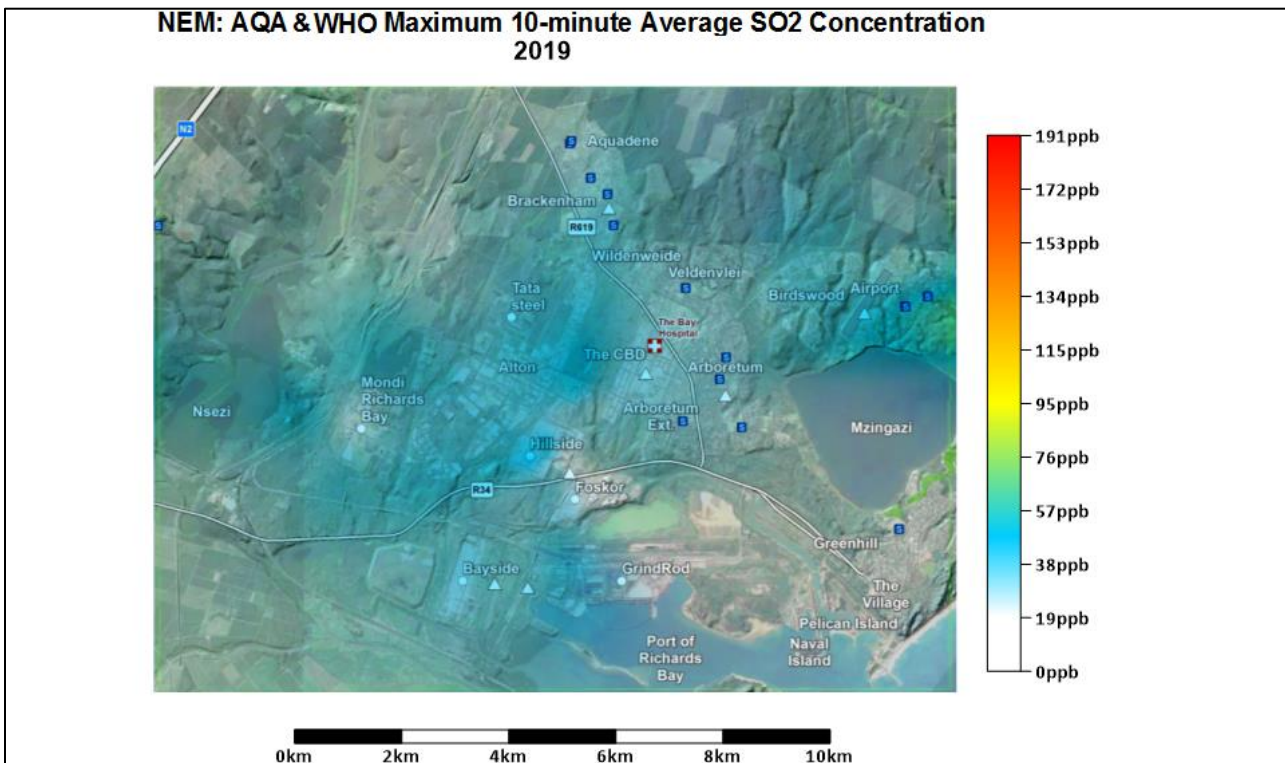 NEM: AQA & WHO Maximum 10-minute Average SO2 Concentration
2019
N2
S
Aquadene
S
S
Brackenham
S
R619
S
Wildenweide
Veldenvlei
S
Tata
steel
Birdswood
Airport
S
S
The Bay
Hospital
The CBD
Alton
S
Arboretum
S
Mondi
Richards
Bay
Nsezi
Arboretum
Ext.
S
S
Mzingazi
Hillside
R34
Foskor
S
Greenhill
Bayside
GrindRod
The
Village
Pelican Island
Port of
Richards
Bay
Naval
Island
191ppb
172ppb
153ppb
134ppb
115ppb
95ppb
76ppb
57ppb
38ppb
19ppb
0ppb
0km 2km 4km 6km 8km 10km